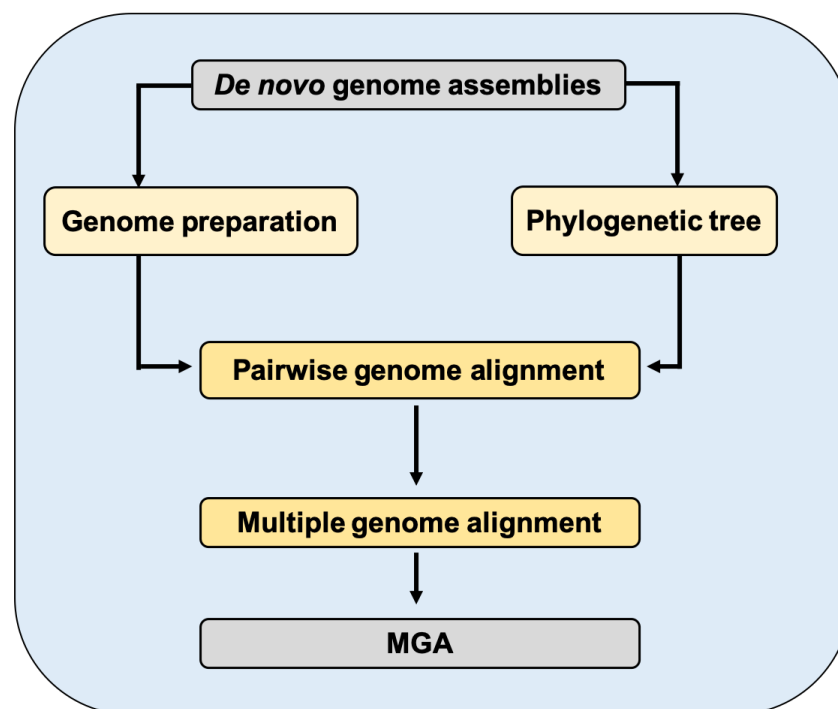 De novo genome assemblies
Genome preparation
Phylogenetic tree
Pairwise genome alignment
Multiple genome alignment
MGA